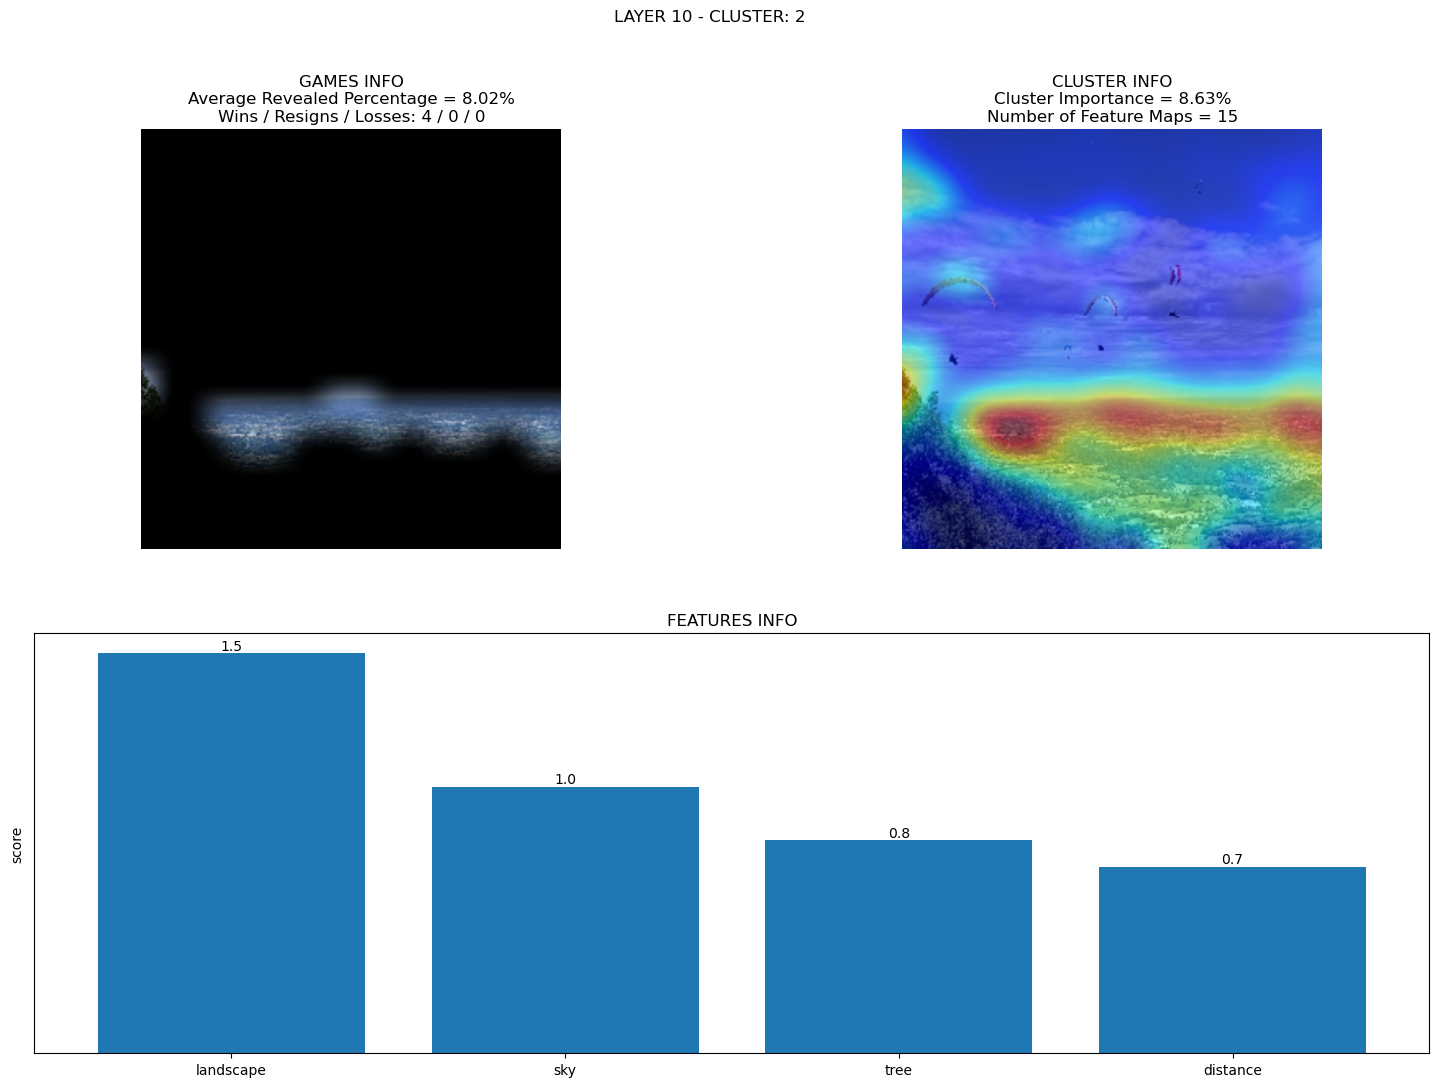 LAYER 10 - CLUSTER: 2
GAMES INFO
Average Revealed Percentage = 8.02%
Wins / Resigns / Losses: 4 / 0 / 0
CLUSTER INFO
Cluster Importance = 8.63%
Number of Feature Maps = 15
FEATURES INFO
score
1.5
1.0
0.8
0.7
landscape
sky
tree
distance